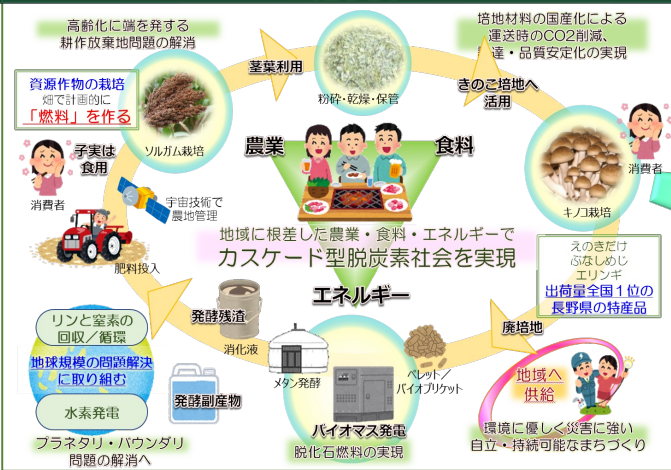 高齢化に端を発する
耕作放棄地問題の解消
培地材料の国産化による
運送時のCO2削減、
達・品質安定化の実現
茎葉利用
粉砕・乾燥・保管
きのこ培地へ
活用
資源作物の栽培
畑で計画的に
「燃料」を作る
ソルガム栽培
農業
食料
子実は
食用
消費者
消費者
宇宙技術で
農地管理
キノコ栽培
肥料投入
地域に根差した農業・食料・エネルギーで
カスケード型脱炭素社会を実現
えのきだけ
ぶなしめじ
エリンギ
出荷量全国1位の
長野県の特産品
エネルギー
発酵残渣
消化液
廃培地
リンと窒素の
回収/循環
地球規模の問題解決
に取り組む
水素発電
メタン発酵
ペレット/
バイオブリケット
地域へ
供給
発酵副産物
バイオマス発電
脱化石燃料の実現
プラネタリ・バウンダリ
問題の解消へ
環境に優しく災害に強い
自立・持続可能なまちづくり